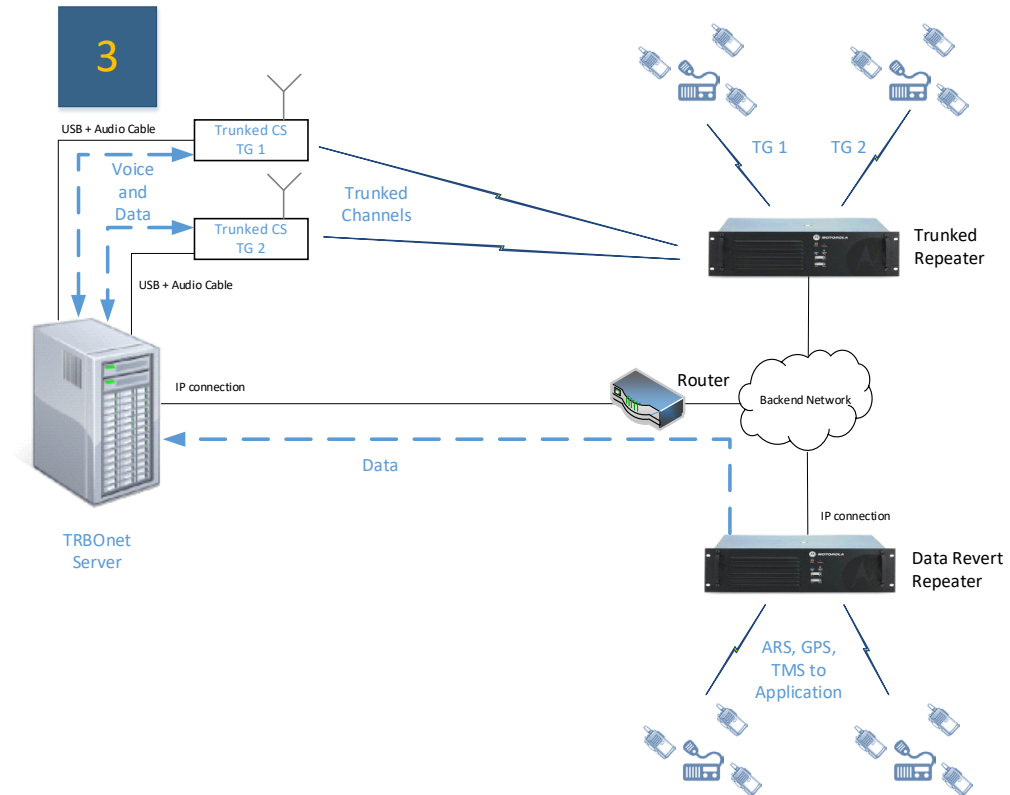 3
USB + Audio Cable
Trunked CS
TG 1
Voice
and
Data
Trunked CS
TG 2
USB + Audio Cable
Trunked
Channels
TG 1
TG 2
MOTOROLA
Trunked
Repeater
IP connection
Router
Backend Network
Data
TRBOnet
Server
IP connection
MOTOROLA
Data Revert
Repeater
ARS, GPS,
TMS to
Application